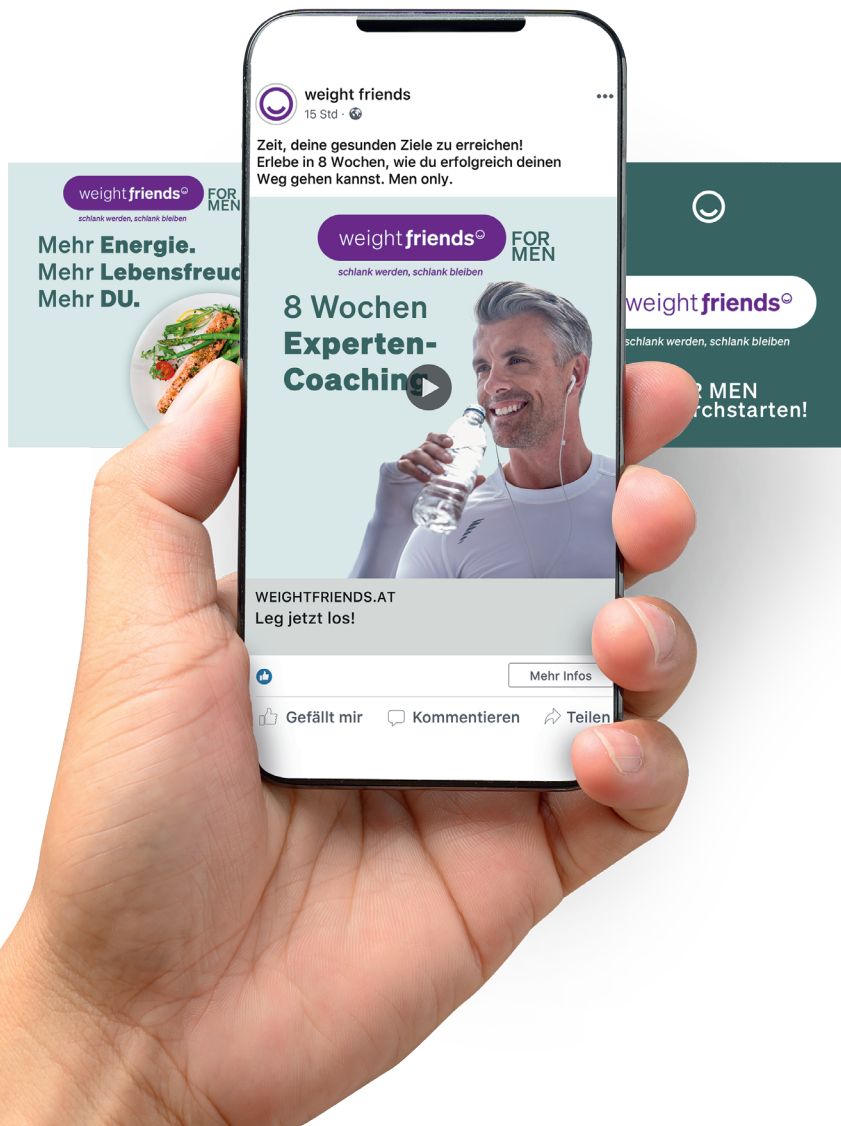 weight friends
15 Std ·
Zeit, deine gesunden Ziele zu erreichen!
Erlebe in 8 Wochen, wie du erfolgreich deinen
Weg gehen kannst. Men only.
weightfriends
FOR
MEN
schlank werden, schlank bleiben
8 Wochen
Experten-
Coaching
WEIGHTFRIENDS.AT
Leg jetzt los!
Mehr Infos
Gefällt mir
Kommentieren
Teilen
weightfriends
FOR
MEN
schlank werden, schlank bleiben
Mehr Energie.
Mehr Lebensfreud
Mehr DU.
weightfriends
schlank werden, schlank bleiben
R MEN
rchstarten!